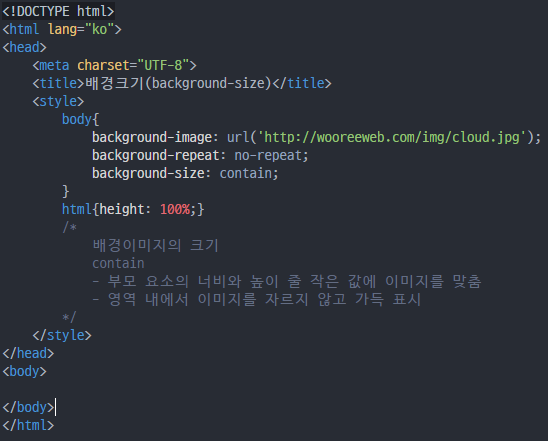 <!DOCTYPE html>
<html lang="ko">
<head>
    <meta charset="UTF-8">
    <title>배경크기(background-size)</title>
    <style>
        body{
            background-image: url('http://wooreeweb.com/img/cloud.jpg');
            background-repeat: no-repeat;
            background-size: contain;
        }
        html{height: 100%;}
        /*
            배경이미지의 크기
            contain
            - 부모 요소의 너비와 높이 줄 작은 값에 이미지를 맞춤
            - 영역 내에서 이미지를 자르지 않고 가득 표시
        */
    </style>
</head>
<body>

</body>
</html>